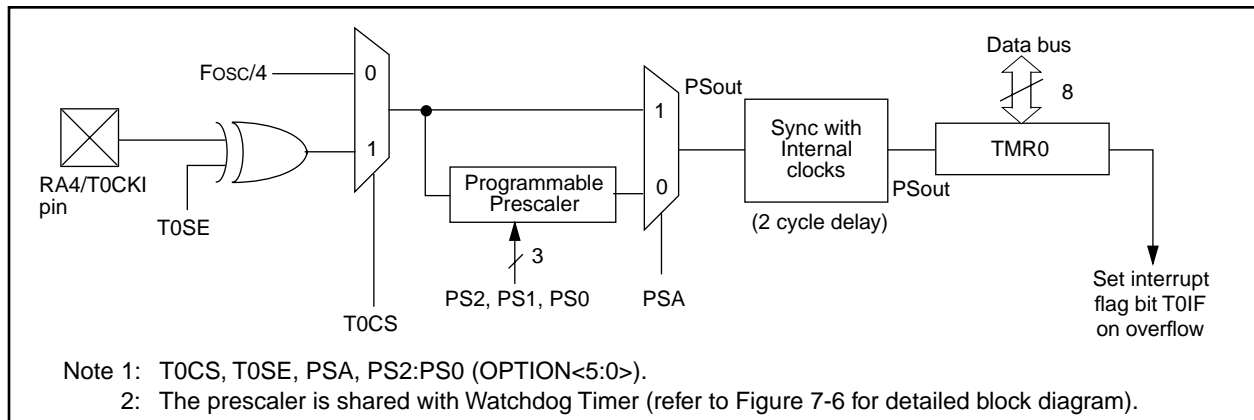 Data bus
FOSC/4
0
PSout
8
1
Sync with
Internal
clocks
TMR0
1
RA4/T0CKI
pin
T0SE
Programmable
Prescaler
0
PSout
(2 cycle delay)
3
PS2, PS1, PS0
PSA
T0CS
Set interrupt
flag bit T0IF
on overflow
Note 1: T0CS, T0SE, PSA, PS2:PS0 (OPTION<5:0>).
2: The prescaler is shared with Watchdog Timer (refer to Figure 7-6 for detailed block diagram).